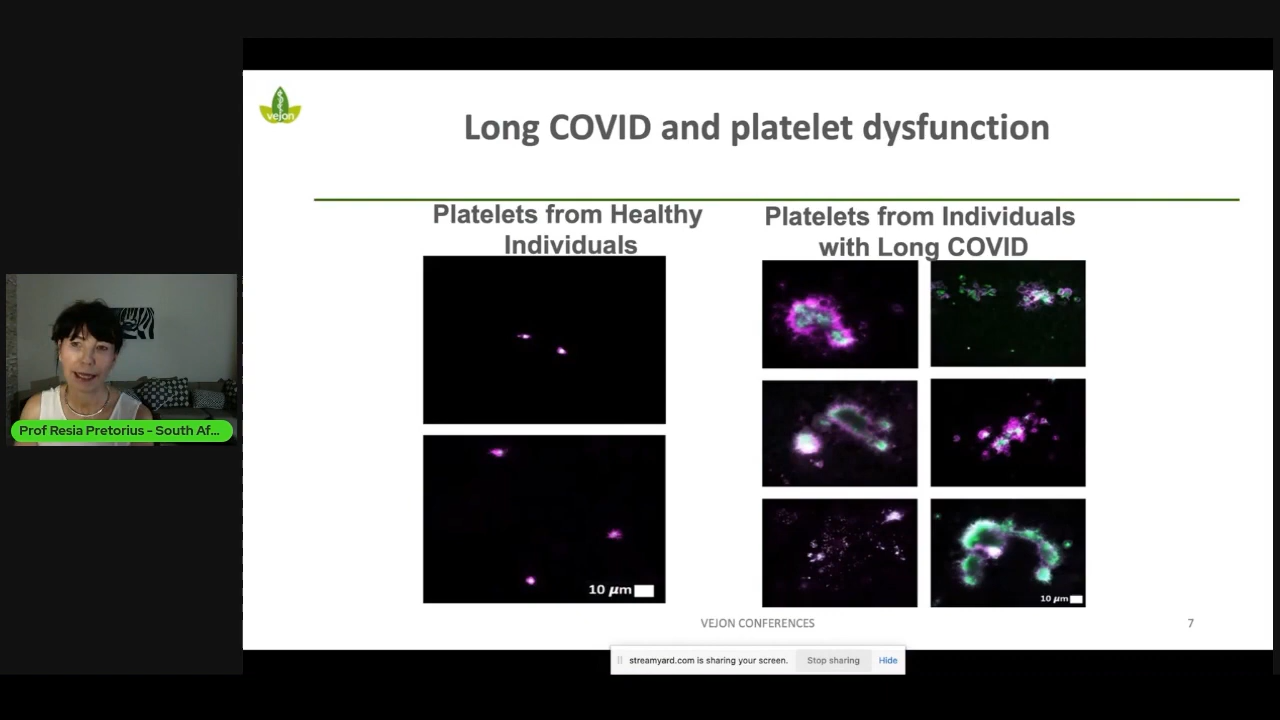 vejon
Long COVID and platelet dysfunction
Platelets from Healthy
Individuals
Platelets from Individuals
with Long COVID
10 µm
10 µm
Prof Resia Pretorius - South Af...
VEJON CONFERENCES
7
streamyard.com is sharing your screen.
Stop sharing
Hide